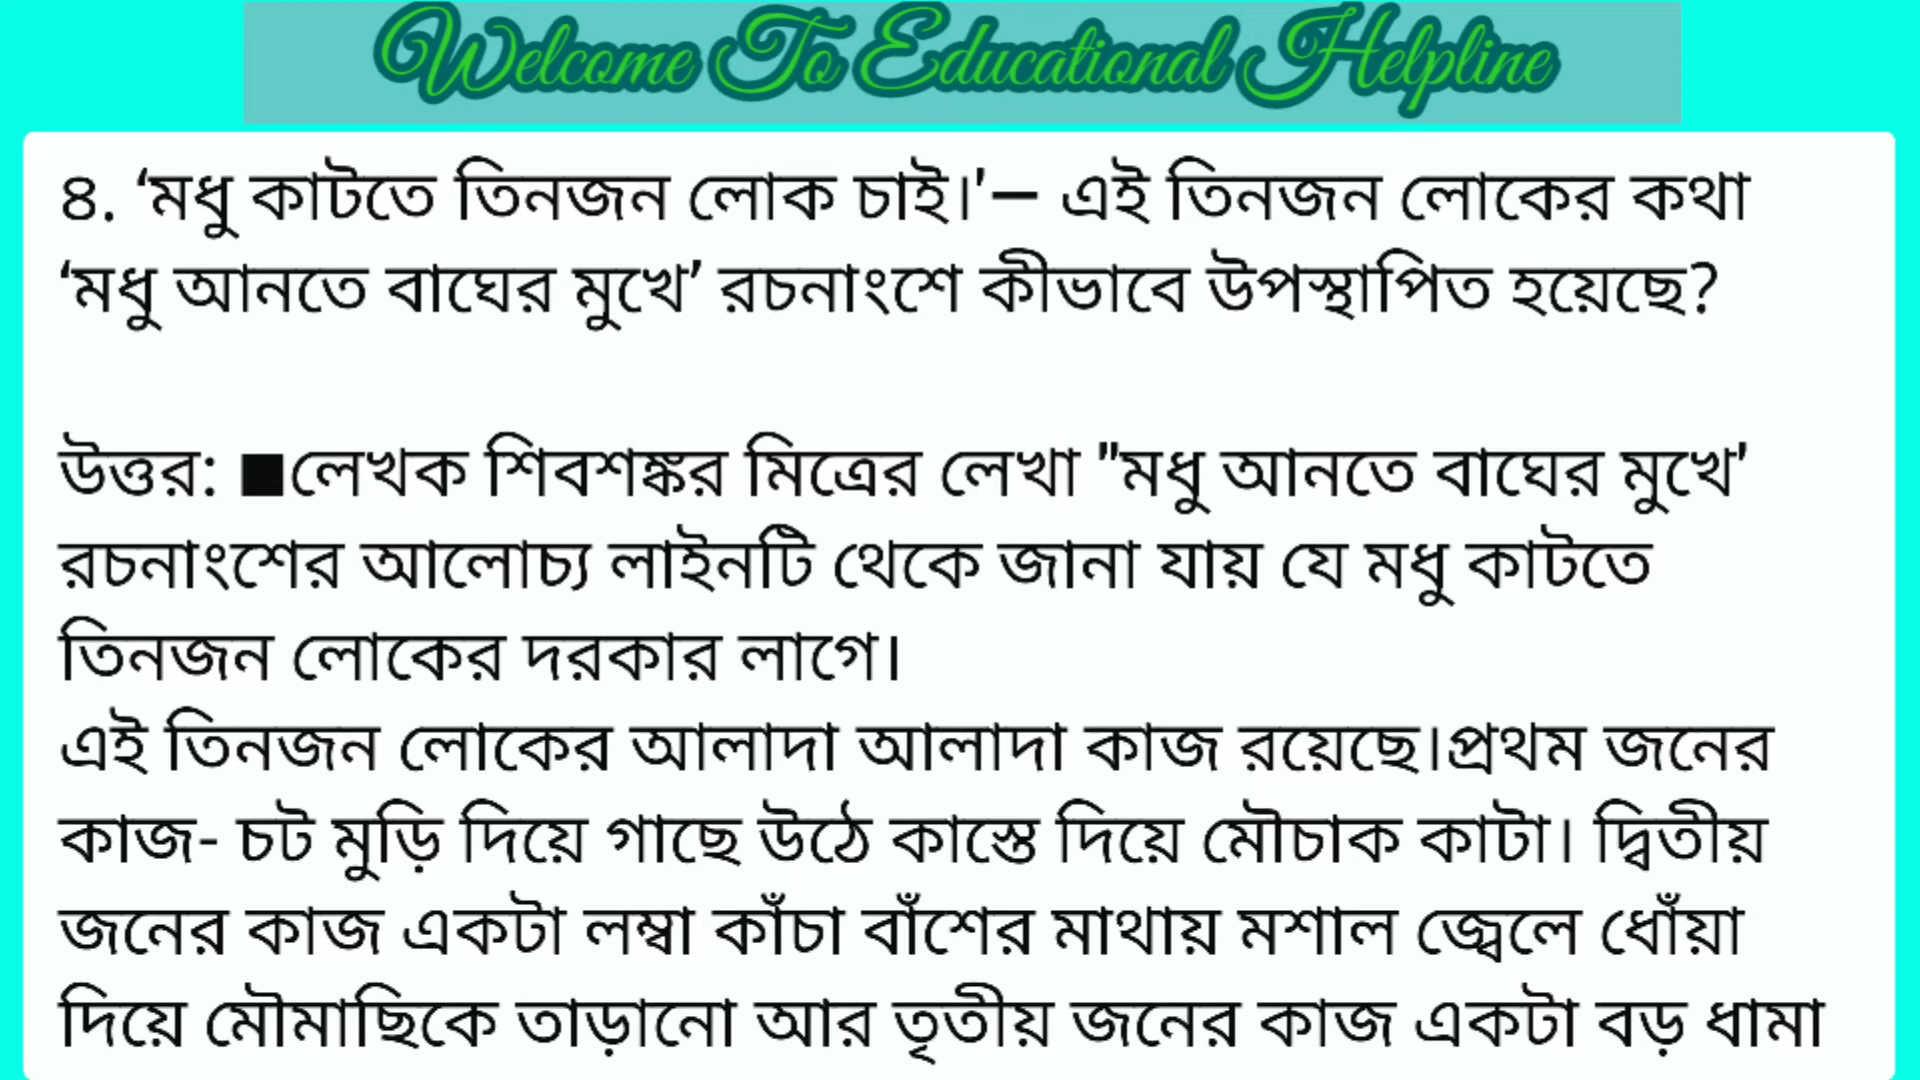 Welcome To Educational Helpline
৪. ‘মধু কাটতে তিনজন লোক চাই।’– এই তিনজন লোকের কথা
‘মধু আনতে বাঘের মুখে’ রচনাংশে কীভাবে উপস্থাপিত হয়েছে?
উত্তর: ■লেখক শিবশঙ্কর মিত্রের লেখা "মধু আনতে বাঘের মুখে'
রচনাংশের আলোচ্য লাইনটি থেকে জানা যায় যে মধু কাটতে
তিনজন লোকের দরকার লাগে।
এই তিনজন লোকের আলাদা আলাদা কাজ রয়েছে।প্রথম জনের
কাজ- চট মুড়ি দিয়ে গাছে উঠে কাস্তে দিয়ে মৌচাক কাটা। দ্বিতীয়
জনের কাজ একটা লম্বা কাঁচা বাঁশের মাথায় মশাল জ্বেলে ধোঁয়া
দিয়ে মৌমাছিকে তাড়ানো আর তৃতীয় জনের কাজ একটা বড় ধামা